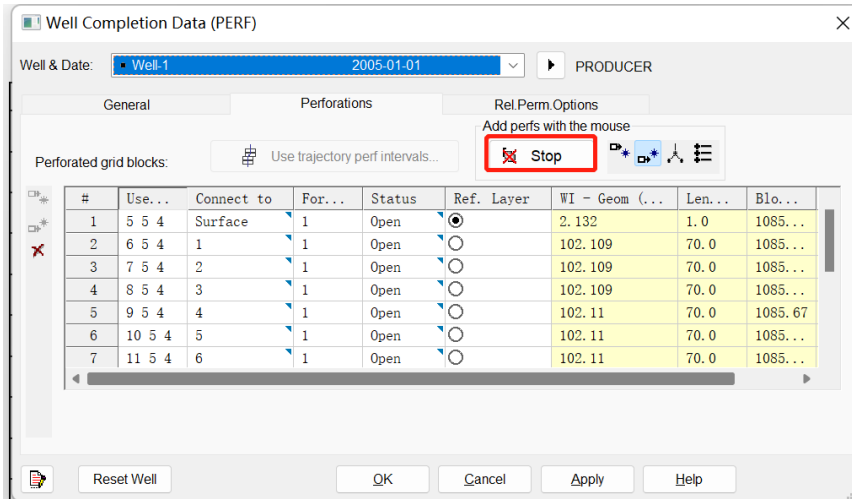 Well Completion Data (PERF)
Well & Date: Well-1 2005-01-01 PRODUCER
General Perforations Rel.Perm.Options
Add perfs with the mouse
Perforated grid blocks: Use trajectory perf intervals... Stop
# Use... Connect to For... Status Ref. Layer WI - Geom (... Len... Blo...
1 5 5 4 Surface 1 Open 2.132 1.0 1085...
2 6 5 4 1 1 Open 102.109 70.0 1085...
3 7 5 4 2 1 Open 102.109 70.0 1085...
4 8 5 4 3 1 Open 102.109 70.0 1085...
5 9 5 4 4 1 Open 102.11 70.0 1085.67
6 10 5 4 5 1 Open 102.11 70.0 1085...
7 11 5 4 6 1 Open 102.11 70.0 1085...
Reset Well OK Cancel Apply Help